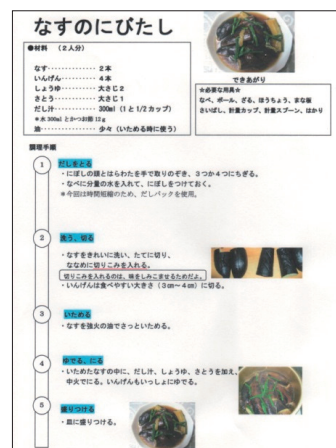 なすのにびたし
●材料 （２人分）
なす･･････････ ２本
いんげん･･････････ ４本
しょうゆ･･････････ 大さじ２
さとう･･････････ 大さじ１
だし汁･･････････ 300ml（１と1/2カップ）
＊水300mlとかつお節12g
油･･････････ 少々（いためる時に使う）
できあがり
☆必要な用具☆
なべ、ボール、ざる、ほうちょう、まな板
さいばし、計量カップ、計量スプーン、はかり
調理手順
1 だしをとる
・にぼしの頭とはらわたを手で取りのぞき、３つか４つにちぎる。
・なべに分量の水を入れて、にぼしをつけておく。
＊今回は時間短縮のため、だしパックを使用。
2 洗う、切る
・なすをきれいに洗い、たてに切り、
ななめに切りこみを入れる。
切りこみを入れるのは、味をしみこませるためだよ。
・いんげんは食べやすい大きさ（３㎝～４㎝）に切る。
3 いためる
・なすを強火の油でさっといためる。
4 ゆでる、にる
・いためたなすの中に、だし汁、しょうゆ、さとうを加え、
中火でにる。いんげんもいっしょにゆでる。
5 盛りつける
・皿に盛りつける。